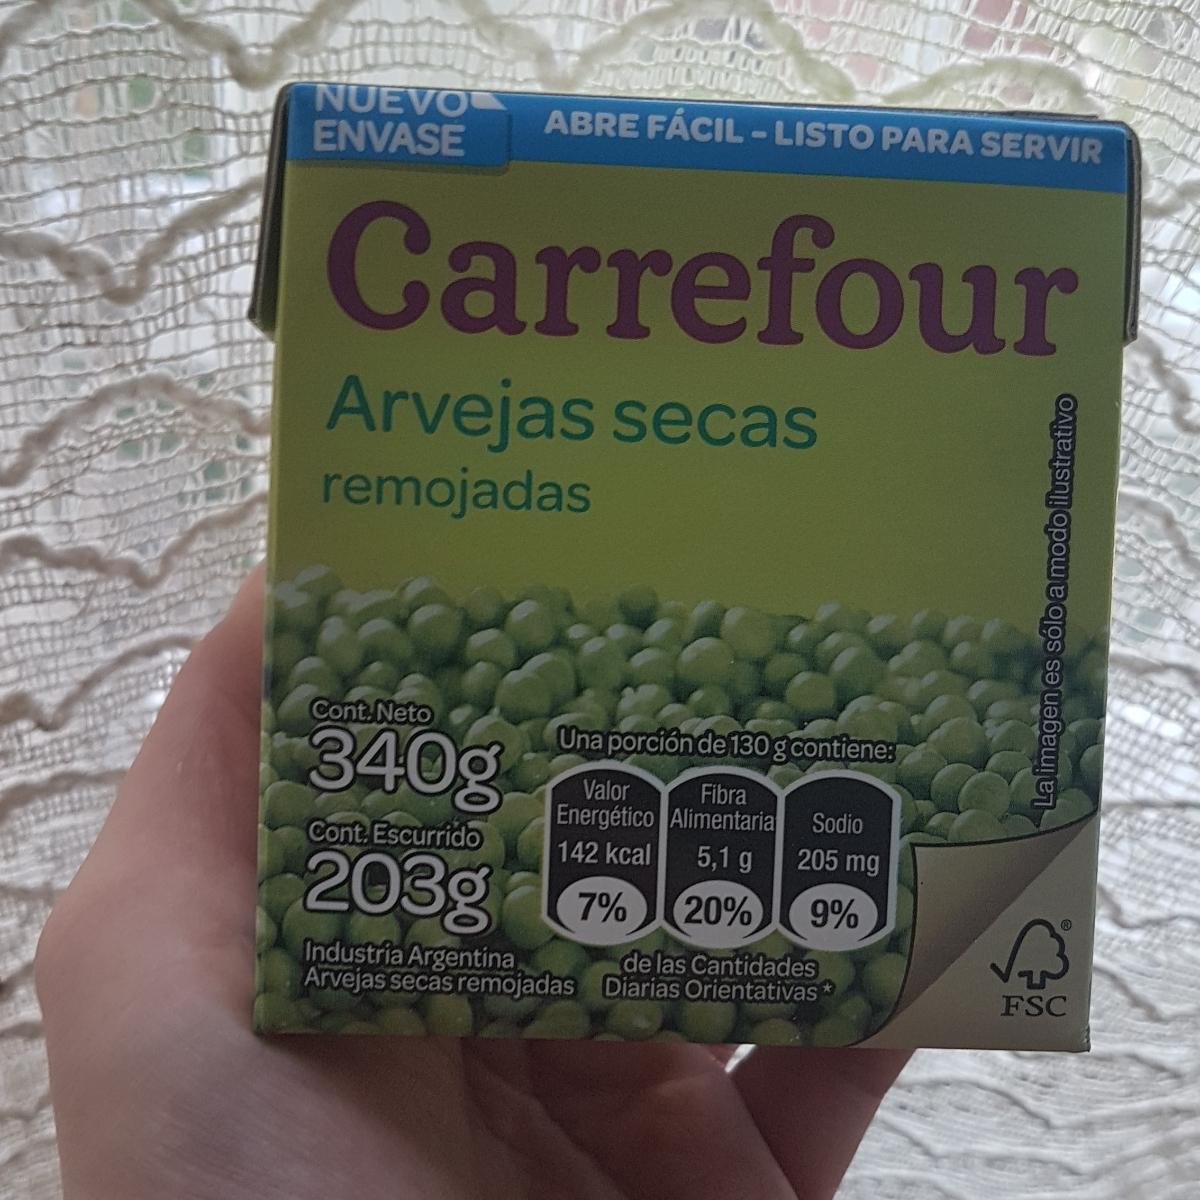 NUEVO
ENVASE
ABRE FÁCIL - LISTO PARA SERVIR
Carrefour
Arvejas secas
remojadas
La imagen es sólo a modo ilustrativo
Cont. Neto
340g
Cont. Escurrido
203g
Industria Argentina
Arvejas secas remojadas
Una porción de 130 g contiene:
Valor
Energético
142 kcal
7%
Fibra
Alimentaria
5,1 g
20%
Sodio
205 mg
9%
de las Cantidades
Diarias Orientativas *
®
FSC